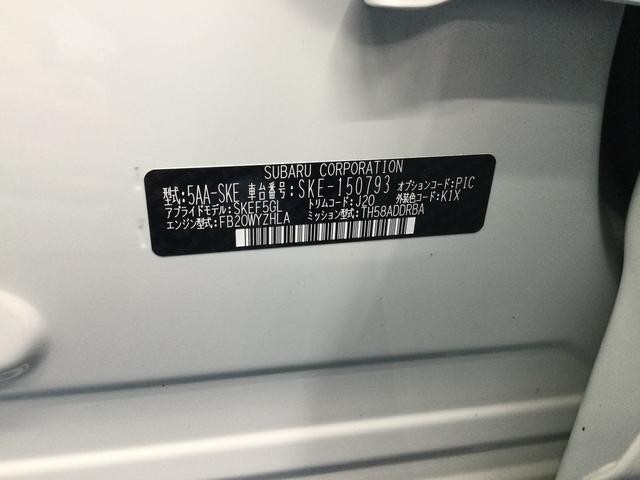 SUBARU CORPORATION
型式:5AA-SKE 車台番号:SKE-150793 オプションコード:PIC
アプライドモデル:SKEF5GL トリムコード:J20 外装色コード:K1X
エンジン型式:FB20WYZHLA ミッション型式:TH58ADDRBA